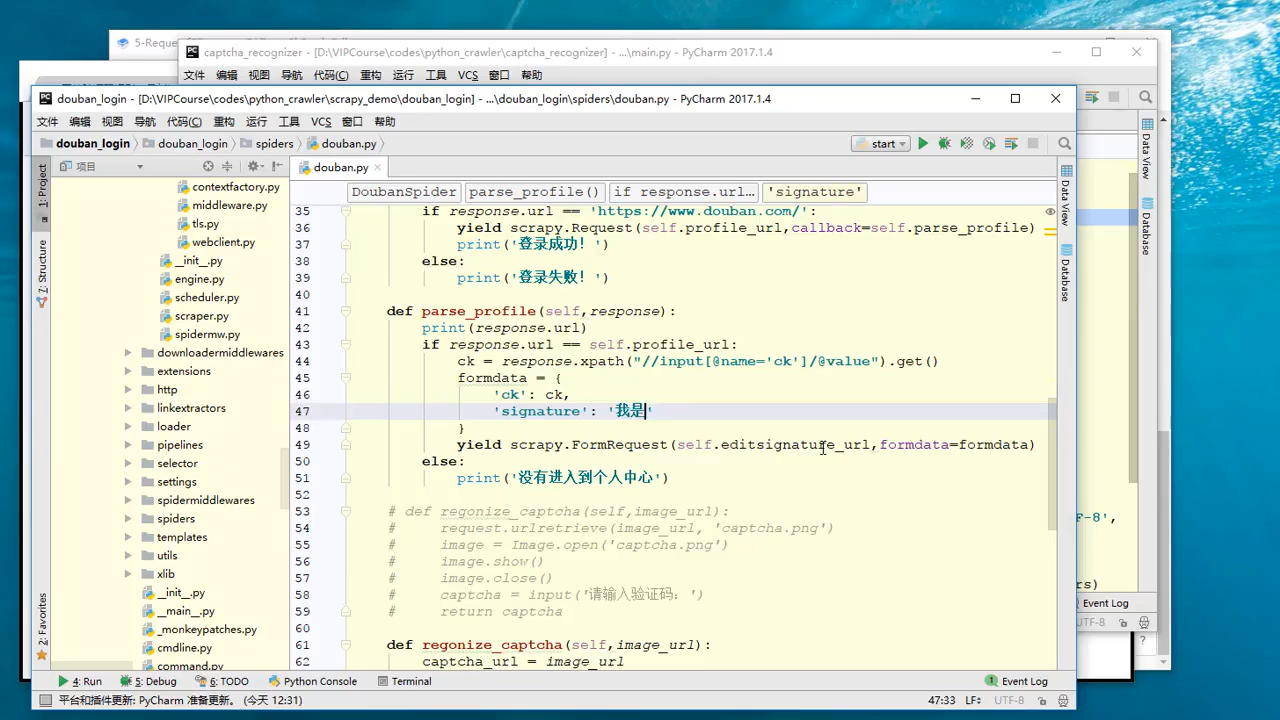 5-Reque
captcha_recognizer - [D:\VIPCourse\codes\python_crawler\captcha_recognizer] - ...\main.py - PyCharm 2017.1.4
文件 编辑 视图 导航 代码(C) 重构 运行 工具 VCS 窗口 帮助
douban_login - [D:\VIPCourse\codes\python_crawler\scrapy_demo\douban_login] - ...\douban_login\spiders\douban.py - PyCharm 2017.1.4
文件 编辑 视图 导航 代码(C) 重构 运行 工具 VCS 窗口 帮助
douban_login douban_login spiders douban.py start
项目 douban.py
DoubanSpider parse_profile() if response.url... 'signature'
1: Project
7: Structure
2: Favorites
contextfactory.py
middleware.py
tls.py
webclient.py
__init__.py
engine.py
scheduler.py
scraper.py
spidermw.py
downloadermiddlewares
extensions
http
linkextractors
loader
pipelines
selector
settings
spidermiddlewares
spiders
templates
utils
xlib
__init__.py
__main__.py
_monkeypatches.py
cmdline.py
command.py
35 if response.url == 'https://www.douban.com/':
36 yield scrapy.Request(self.profile_url,callback=self.parse_profile)
37 print('登录成功！')
38 else:
39 print('登录失败！')
40
41 def parse_profile(self,response):
42 print(response.url)
43 if response.url == self.profile_url:
44 ck = response.xpath("//input[@name='ck']/@value").get()
45 formdata = {
46 'ck': ck,
47 'signature': '我是'
48 }
49 yield scrapy.FormRequest(self.editsignature_url,formdata=formdata)
50 else:
51 print('没有进入到个人中心')
52
53 # def regonize_captcha(self,image_url):
54 # request.urlretrieve(image_url, 'captcha.png')
55 # image = Image.open('captcha.png')
56 # image.show()
57 # image.close()
58 # captcha = input('请输入验证码：')
59 # return captcha
60
61 def regonize_captcha(self,image_url):
62 captcha_url = image_url
Data View
Database
Data View
Database
F-8',
rs)
Event Log
UTF-8
4: Run 5: Debug 6: TODO Python Console Terminal 1 Event Log
平台和插件更新: PyCharm 准备更新。 (今天 12:31) 47:33 LF UTF-8